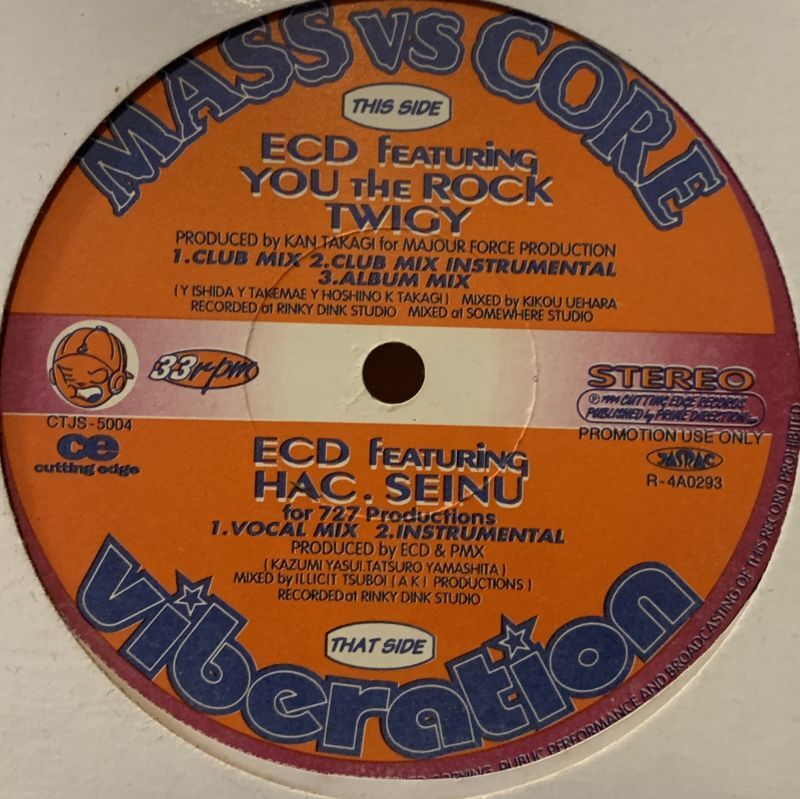 MASS VS CORE
THIS SIDE
ECD FEATURING
YOU THE ROCK
TWIGY
PRODUCED by KAN TAKAGI for MAJOUR FORCE PRODUCTION
1.CLUB MIX 2.CLUB MIX INSTRUMENTAL
3.ALBUM MIX
(Y ISHIDA Y TAKEMAE Y HOSHINO K TAKAGI) MIXED by KIKOU UEHARA
RECORDED at RINKY DINK STUDIO MIXED at SOMEWHERE STUDIO
33rpm
STEREO
℗ 1994 CUTTING EDGE RECORDS
PUBLISHED by PRIME DIRECTION
CTJS-5004
PROMOTION USE ONLY
ce
cutting edge
JASRAC
R-4A0293
ECD FEATURING
HAC. SEINU
for 727 Productions
1.VOCAL MIX 2.INSTRUMENTAL
PRODUCED by ECD & PMX
(KAZUMI YASUI.TATSURO YAMASHITA)
MIXED by ILLICIT TSUBOI (A K I PRODUCTIONS)
RECORDED at RINKY DINK STUDIO
THAT SIDE
viberation
COPYING, PUBLIC PERFORMANCE AND BROADCASTING OF THIS RECORD PROHIBITED